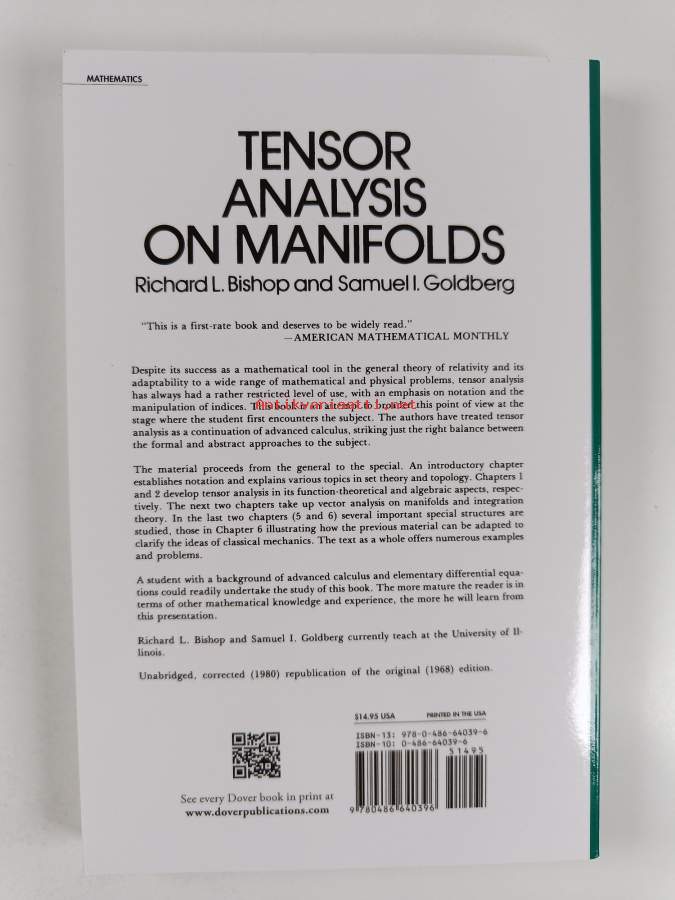 MATHEMATICS
TENSOR
ANALYSIS
ON MANIFOLDS
Richard L. Bishop and Samuel I. Goldberg
"This is a first-rate book and deserves to be widely read."
—AMERICAN MATHEMATICAL MONTHLY
Despite its success as a mathematical tool in the general theory of relativity and its
adaptability to a wide range of mathematical and physical problems, tensor analysis
has always had a rather restricted level of use, with an emphasis on notation and the
manipulation of indices. This book is an attempt to broaden this point of view at the
Antikvariaatti.net
stage where the student first encounters the subject. The authors have treated tensor
analysis as a continuation of advanced calculus, striking just the right balance between
the formal and abstract approaches to the subject.
The material proceeds from the general to the special. An introductory chapter
establishes notation and explains various topics in set theory and topology. Chapters 1
and 2 develop tensor analysis in its function-theoretical and algebraic aspects, respec-
tively. The next two chapters take up vector analysis on manifolds and integration
theory. In the last two chapters (5 and 6) several important special structures are
studied, those in Chapter 6 illustrating how the previous material can be adapted to
clarify the ideas of classical mechanics. The text as a whole offers numerous examples
and problems.
A student with a background of advanced calculus and elementary differential equa-
tions could readily undertake the study of this book. The more mature the reader is in
terms of other mathematical knowledge and experience, the more he will learn from
this presentation.
Richard L. Bishop and Samuel I. Goldberg currently teach at the University of Il-
linois.
Unabridged, corrected (1980) republication of the original (1968) edition.
$14.95 USA PRINTED IN THE USA
ISBN-13: 978-0-486-64039-6
ISBN-10: 0-486-64039-6
51495
9 780486 640396
See every Dover book in print at
www.doverpublications.com